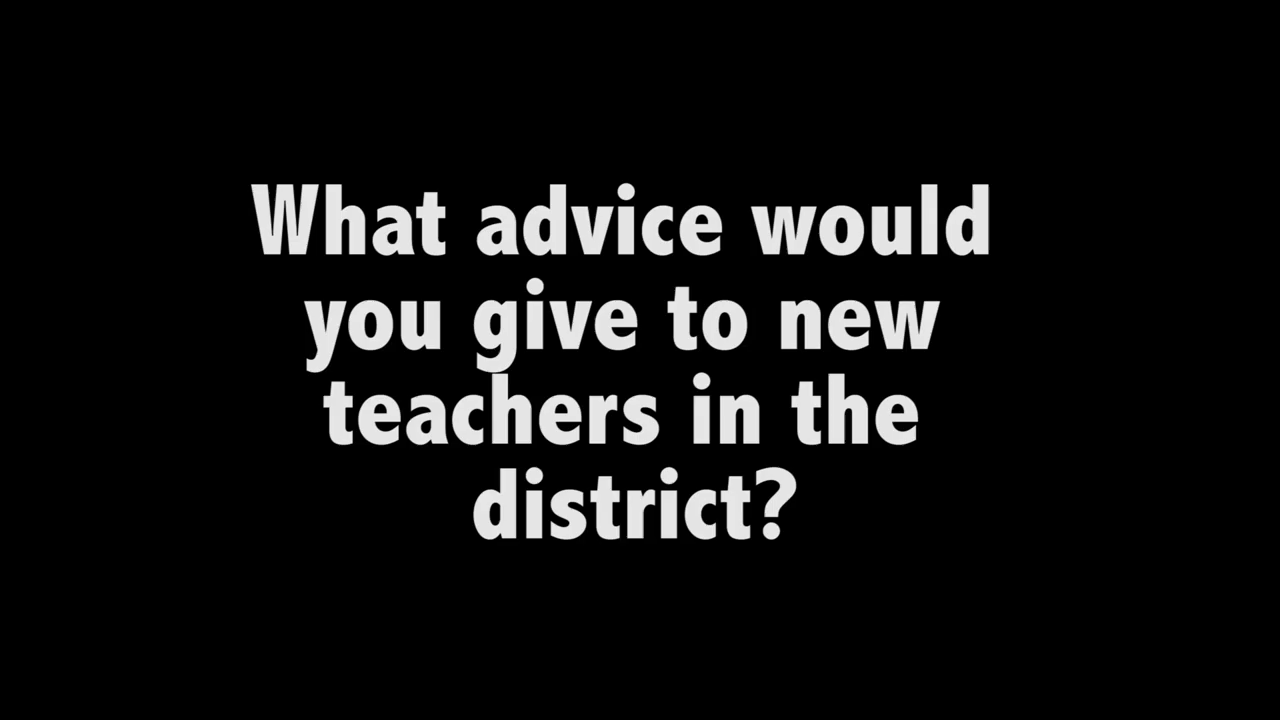 What advice would
you give to new
teachers in the
district?